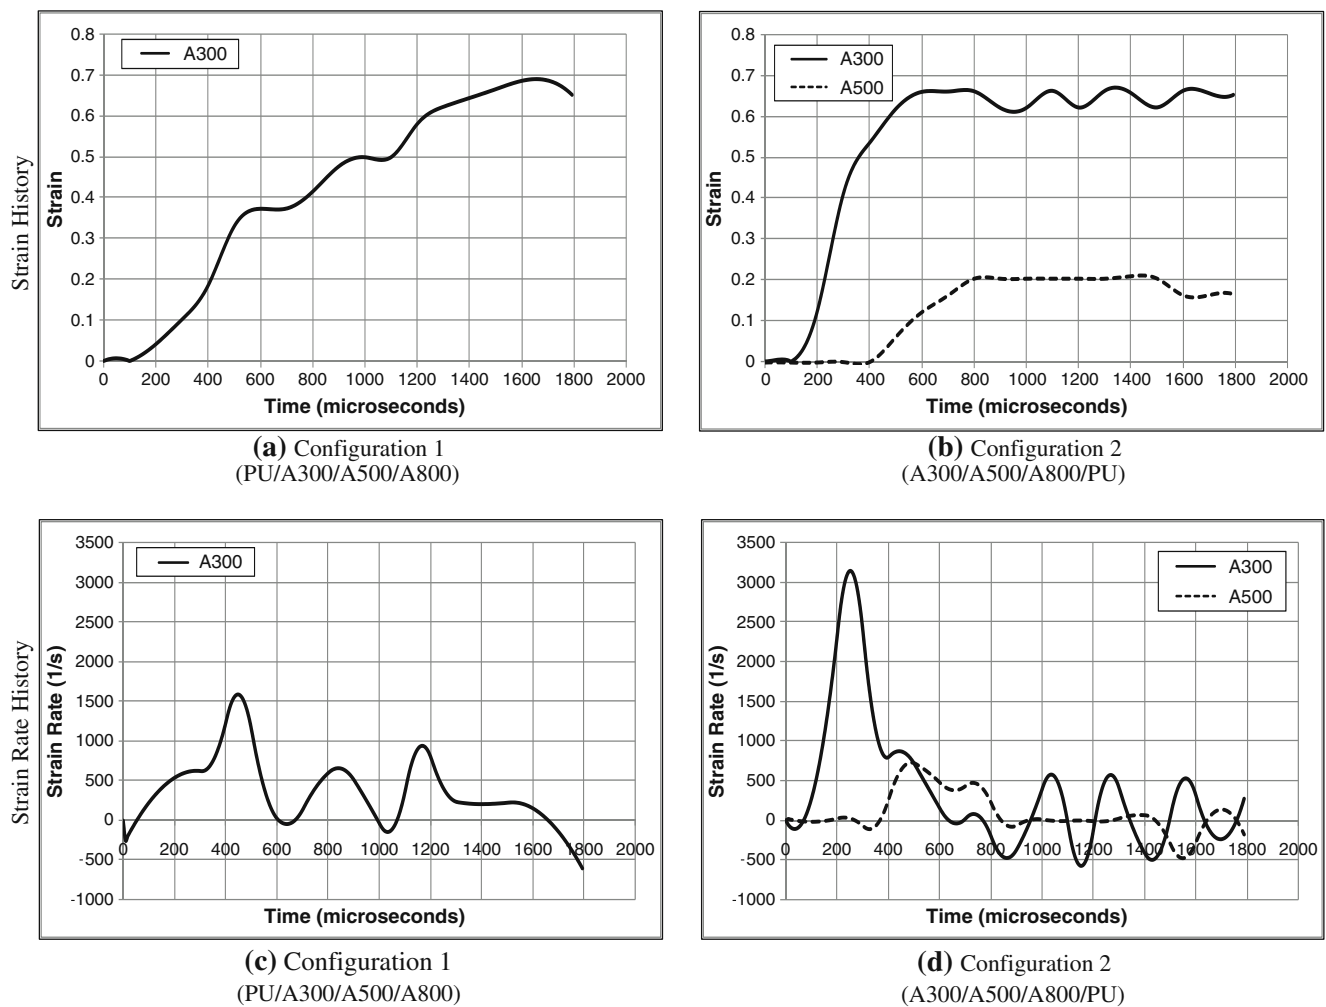 Strain History
0.8
0.7
0.6
0.5
0.4
0.3
0.2
0.1
0
Strain
A300
0 200 400 600 800 1000 1200 1400 1600 1800 2000
Time (microseconds)
(a) Configuration 1
(PU/A300/A500/A800)
0.8
0.7
0.6
0.5
0.4
0.3
0.2
0.1
0
Strain
A300
A500
0 200 400 600 800 1000 1200 1400 1600 1800 2000
Time (microseconds)
(b) Configuration 2
(A300/A500/A800/PU)
Strain Rate History
3500
3000
2500
2000
1500
1000
500
0
-500
-1000
Strain Rate (1/s)
A300
0 200 400 600 800 1000 1200 1400 1600 1800 2000
Time (microseconds)
(c) Configuration 1
(PU/A300/A500/A800)
3500
3000
2500
2000
1500
1000
500
0
-500
-1000
Strain Rate (1/s)
A300
A500
0 200 400 600 800 1000 1200 1400 1600 1800 2000
Time (microseconds)
(d) Configuration 2
(A300/A500/A800/PU)